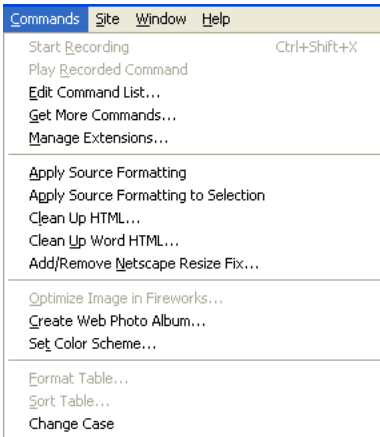 Commands Site Window Help
Start Recording Ctrl+Shift+X
Play Recorded Command
Edit Command List...
Get More Commands...
Manage Extensions...
Apply Source Formatting
Apply Source Formatting to Selection
Clean Up HTML...
Clean Up Word HTML...
Add/Remove Netscape Resize Fix...
Optimize Image in Fireworks...
Create Web Photo Album...
Set Color Scheme...
Format Table...
Sort Table...
Change Case